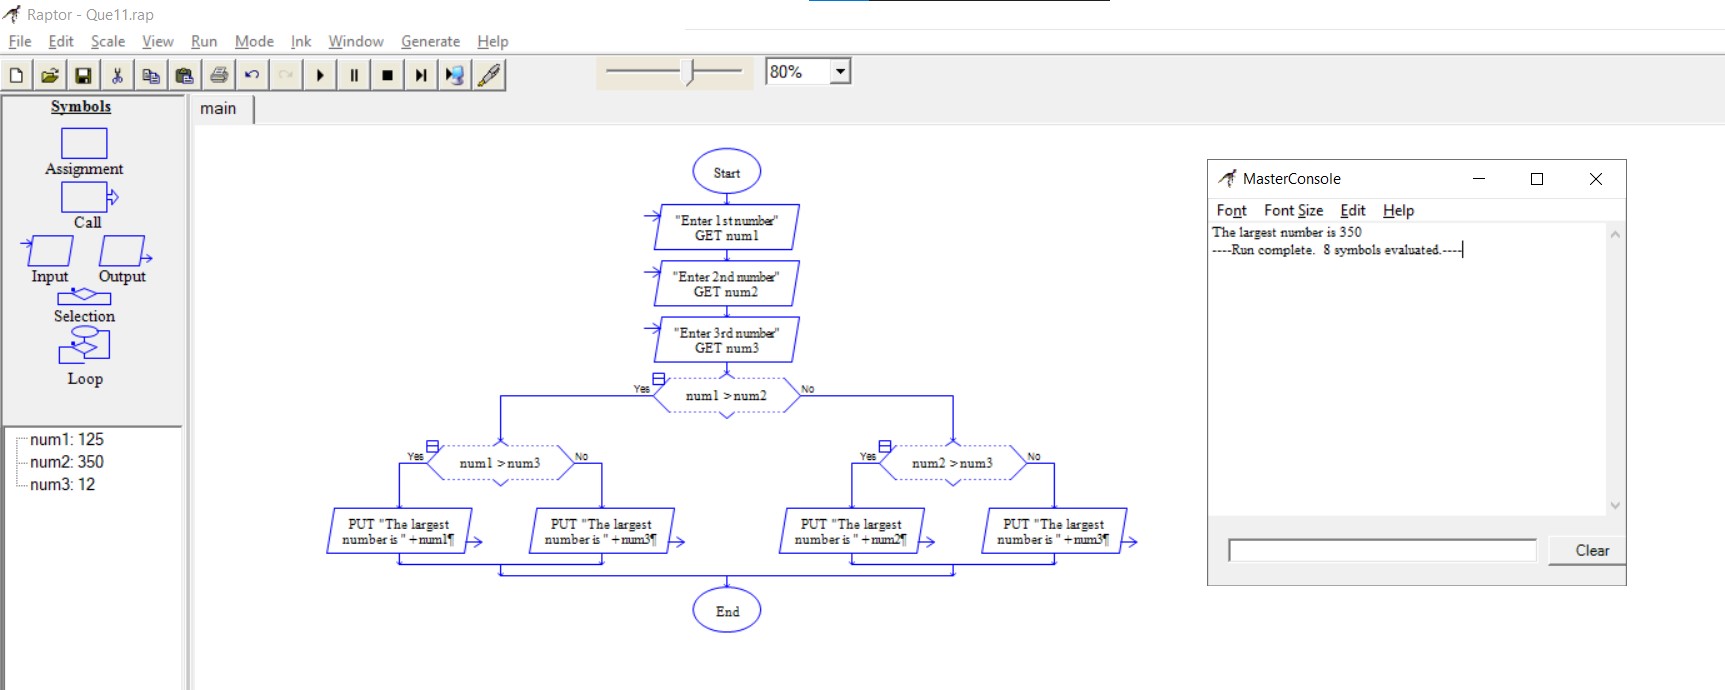 Raptor - Que11.rap
File Edit Scale View Run Mode Ink Window Generate Help
80%
Symbols
Assignment
Call
Input Output
Selection
Loop
num1: 125
num2: 350
num3: 12
main
Start
"Enter 1st number"
GET num1
"Enter 2nd number"
GET num2
"Enter 3rd number"
GET num3
Yes num1 >num2 No
Yes num1 >num3 No
Yes num2 >num3 No
PUT "The largest
number is " +num1¶
PUT "The largest
number is " +num3¶
PUT "The largest
number is " +num2¶
PUT "The largest
number is " +num3¶
End
MasterConsole
Font Font Size Edit Help
The largest number is 350
----Run complete. 8 symbols evaluated.----
Clear